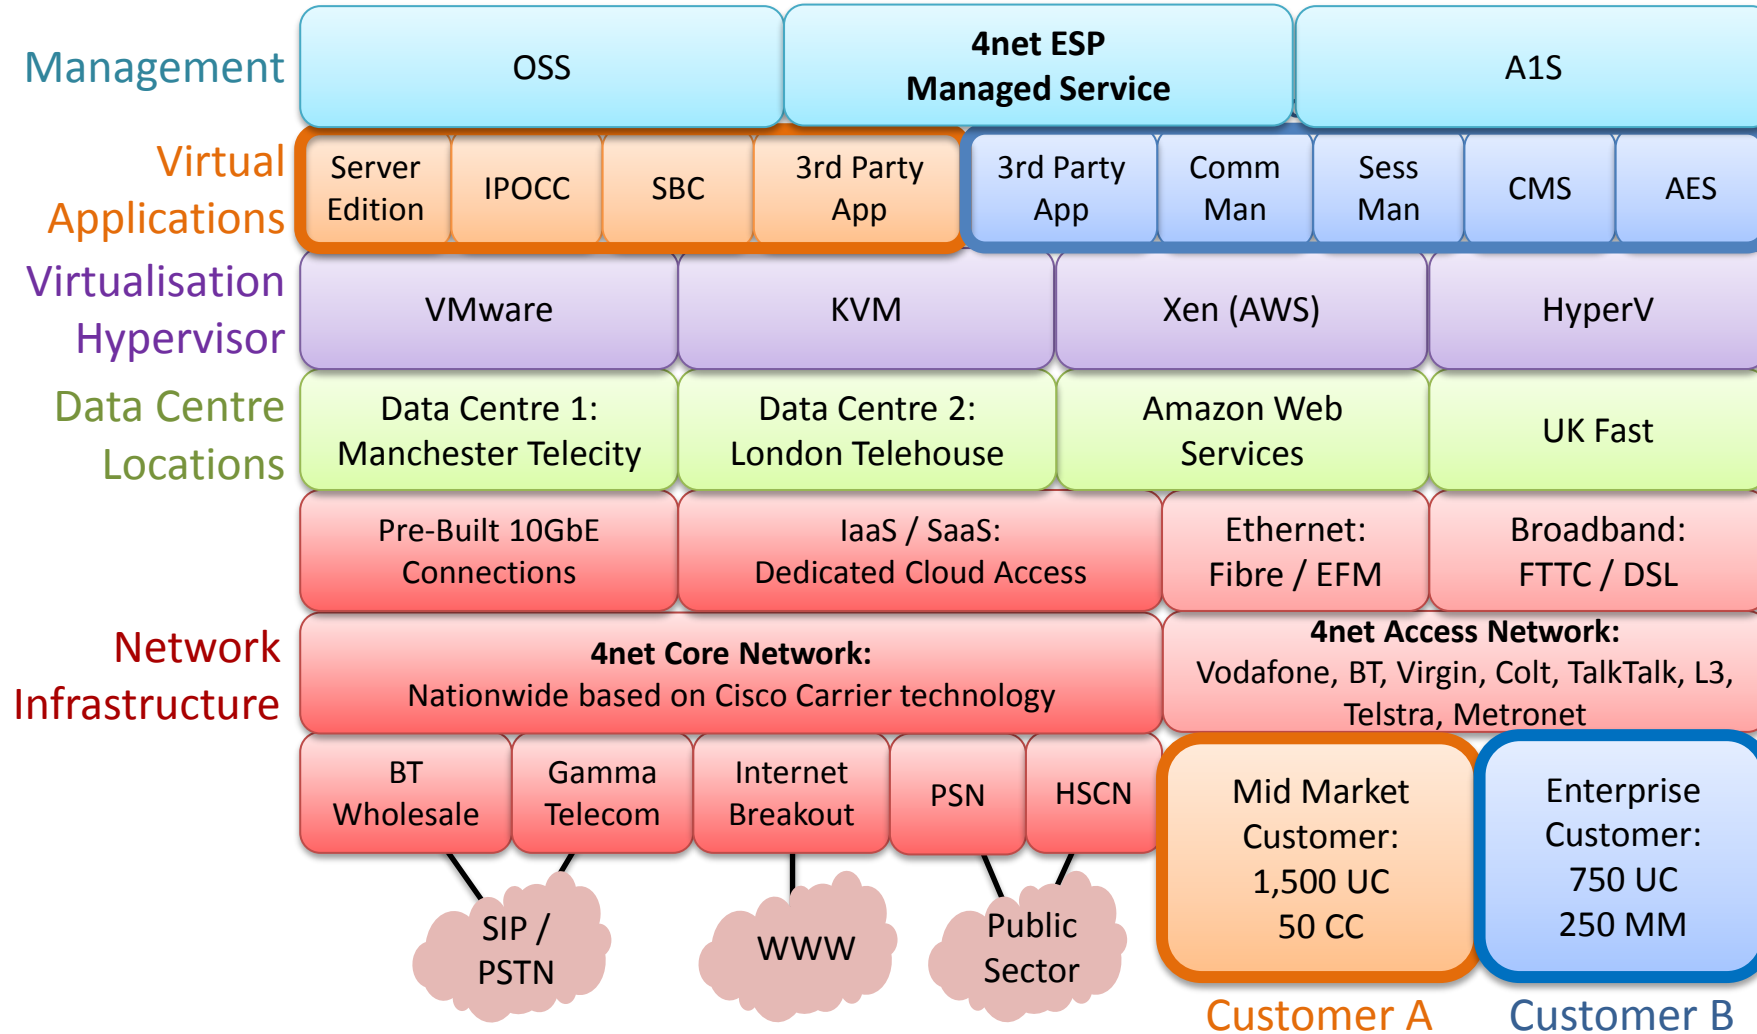 Management
OSS
4net ESP
Managed Service
A1S
Virtual
Applications
Server
Edition
IPOCC
SBC
3rd Party
App
3rd Party
App
Comm
Man
Sess
Man
CMS
AES
Virtualisation
Hypervisor
VMware
KVM
Xen (AWS)
HyperV
Data Centre
Locations
Data Centre 1:
Manchester Telecity
Data Centre 2:
London Telehouse
Amazon Web
Services
UK Fast
Pre-Built 10GbE
Connections
IaaS / SaaS:
Dedicated Cloud Access
Ethernet:
Fibre / EFM
Broadband:
FTTC / DSL
Network
Infrastructure
4net Core Network:
Nationwide based on Cisco Carrier technology
4net Access Network:
Vodafone, BT, Virgin, Colt, TalkTalk, L3,
Telstra, Metronet
BT
Wholesale
Gamma
Telecom
Internet
Breakout
PSN
HSCN
Mid Market
Customer:
1,500 UC
50 CC
Enterprise
Customer:
750 UC
250 MM
SIP /
PSTN
WWW
Public
Sector
Customer A
Customer B